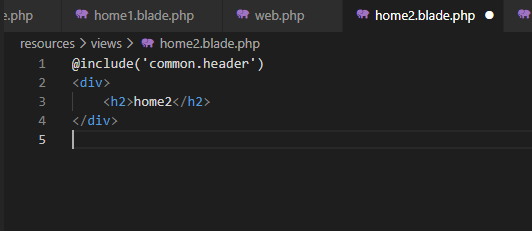 e.php home1.blade.php web.php home2.blade.php
resources > views > home2.blade.php
1 @include('common.header')
2 <div>
3 <h2>home2</h2>
4 </div>
5